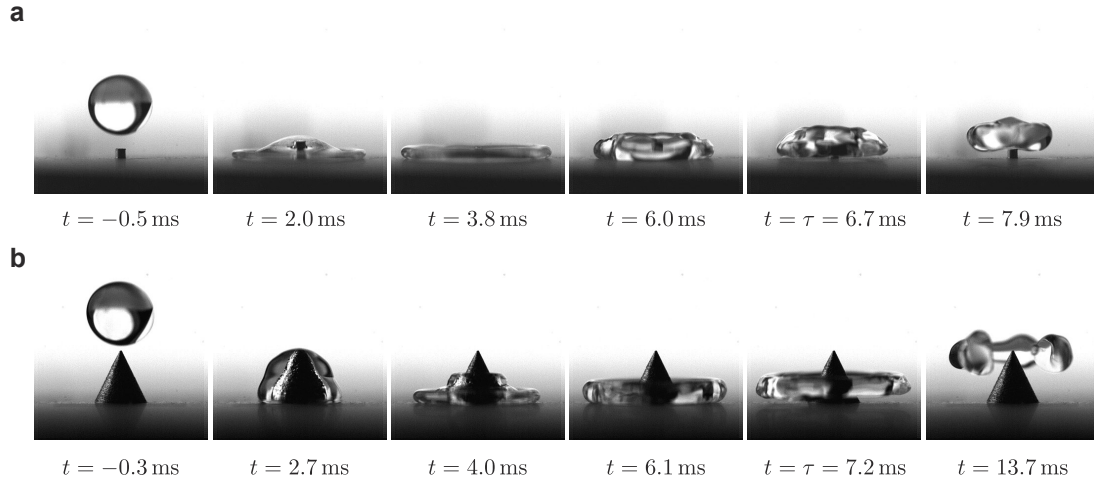 a
t = −0.5 ms t = 2.0 ms t = 3.8 ms t = 6.0 ms t = τ = 6.7 ms t = 7.9 ms
b
t = −0.3 ms t = 2.7 ms t = 4.0 ms t = 6.1 ms t = τ = 7.2 ms t = 13.7 ms